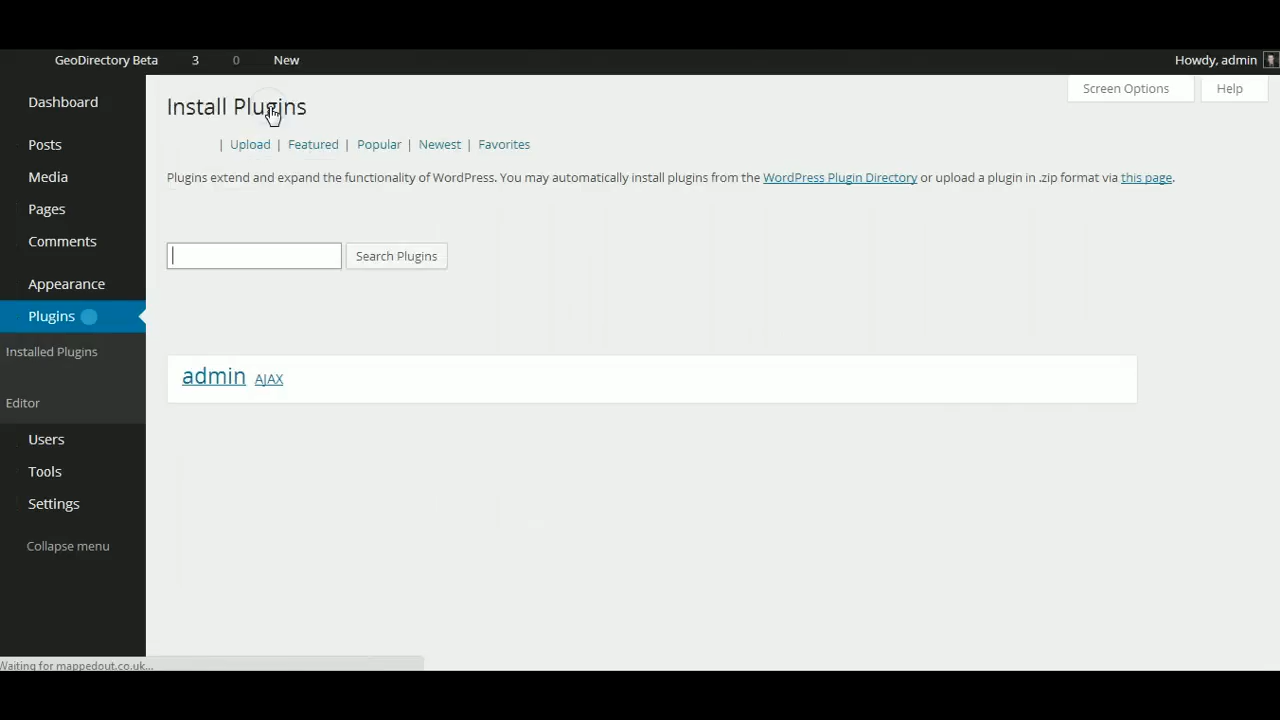 GeoDirectory Beta 3 0 New Howdy, admin
Screen Options Help
Install Plugins
| Upload | Featured | Popular | Newest | Favorites
Plugins extend and expand the functionality of WordPress. You may automatically install plugins from the WordPress Plugin Directory or upload a plugin in .zip format via this page.
Search Plugins
admin AJAX
Dashboard
Posts
Media
Pages
Comments
Appearance
Plugins
Installed Plugins
Editor
Users
Tools
Settings
Collapse menu
Waiting for mappedout.co.uk...